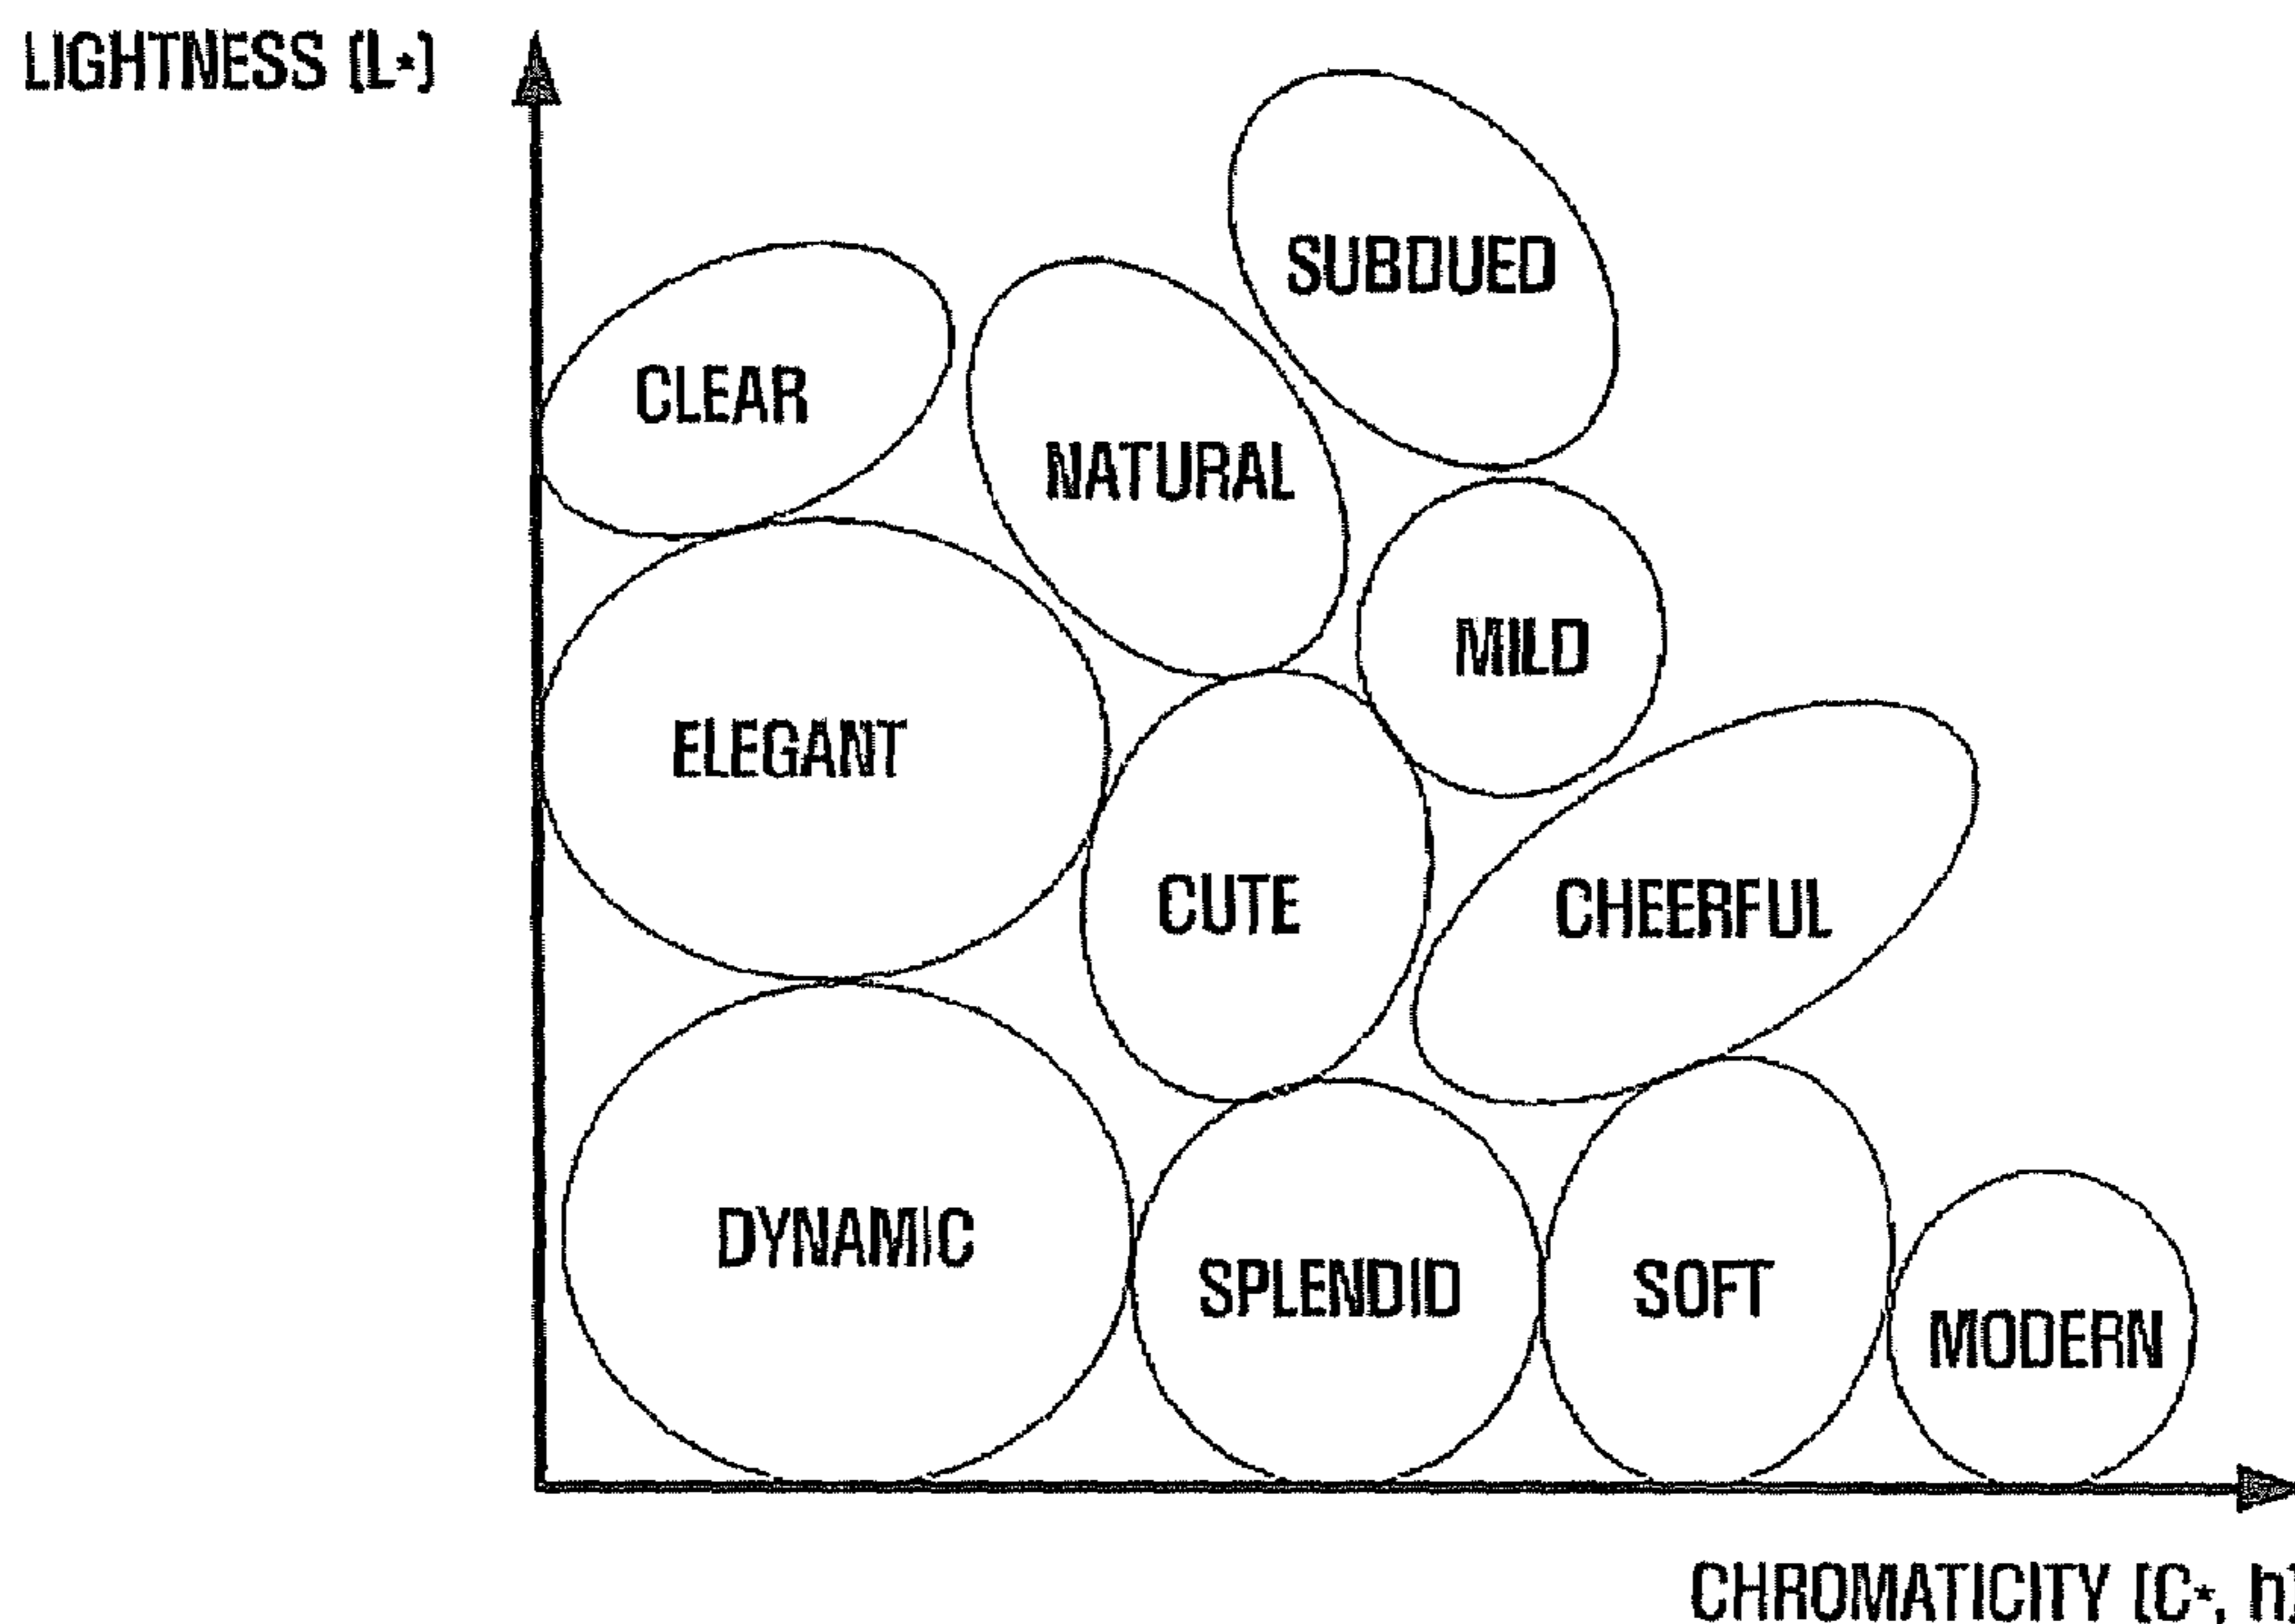 LIGHTNESS (L*)
SUBDUED
CLEAR
NATURAL
MILD
ELEGANT
CUTE
CHEERFUL
DYNAMIC
SPLENDID
SOFT
MODERN
CHROMATICITY (C*, h)